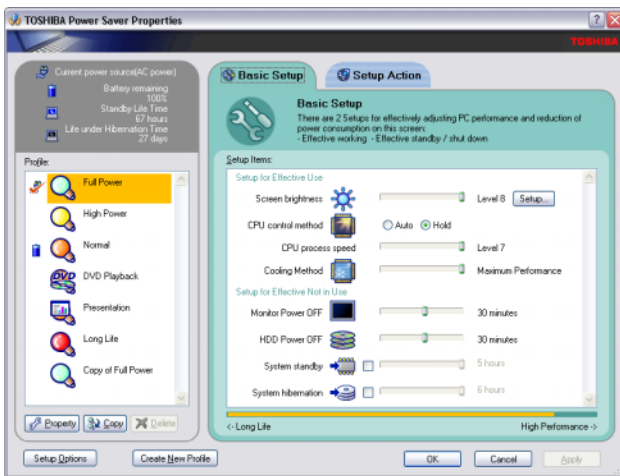 TOSHIBA Power Saver Properties
TOSHIBA
Current power source(AC power)
Battery remaining
100%
Standby Life Time
67 hours
Life under Hibernation Time
27 days
Profile:
Full Power
High Power
Normal
DVD Playback
Presentation
Long Life
Copy of Full Power
Property
Copy
Delete
Basic Setup
Setup Action
Basic Setup
There are 2 Setups for effectively adjusting PC performance and reduction of
power consumption on this screen:
- Effective working - Effective standby / shut down
Setup Items:
Setup for Effective Use
Screen brightness Level 8 Setup...
CPU control method Auto Hold
CPU process speed Level 7
Cooling Method Maximum Performance
Setup for Effective Not in Use
Monitor Power OFF 30 minutes
HDD Power OFF 30 minutes
System standby 5 hours
System hibernation 6 hours
<- Long Life High Performance ->
Setup Options Create New Profile OK Cancel Apply